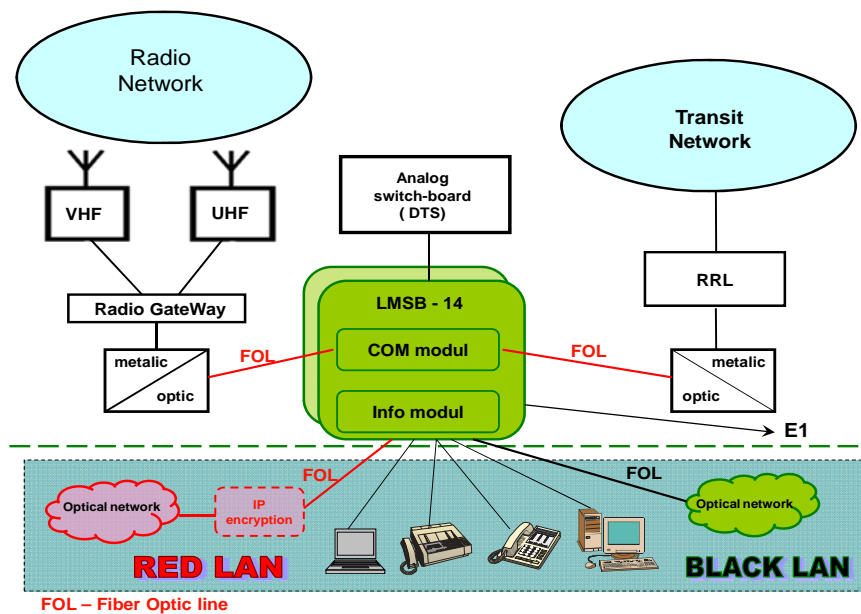 Radio
Network
Transit
Network
Analog
switch-board
( DTS)
VHF
UHF
RRL
Radio GateWay
LMSB - 14
metalic
optic
FOL
COM modul
FOL
metalic
optic
Info modul
E1
FOL
FOL
Optical network
IP
encryption
Optical network
RED LAN
BLACK LAN
FOL – Fiber Optic line